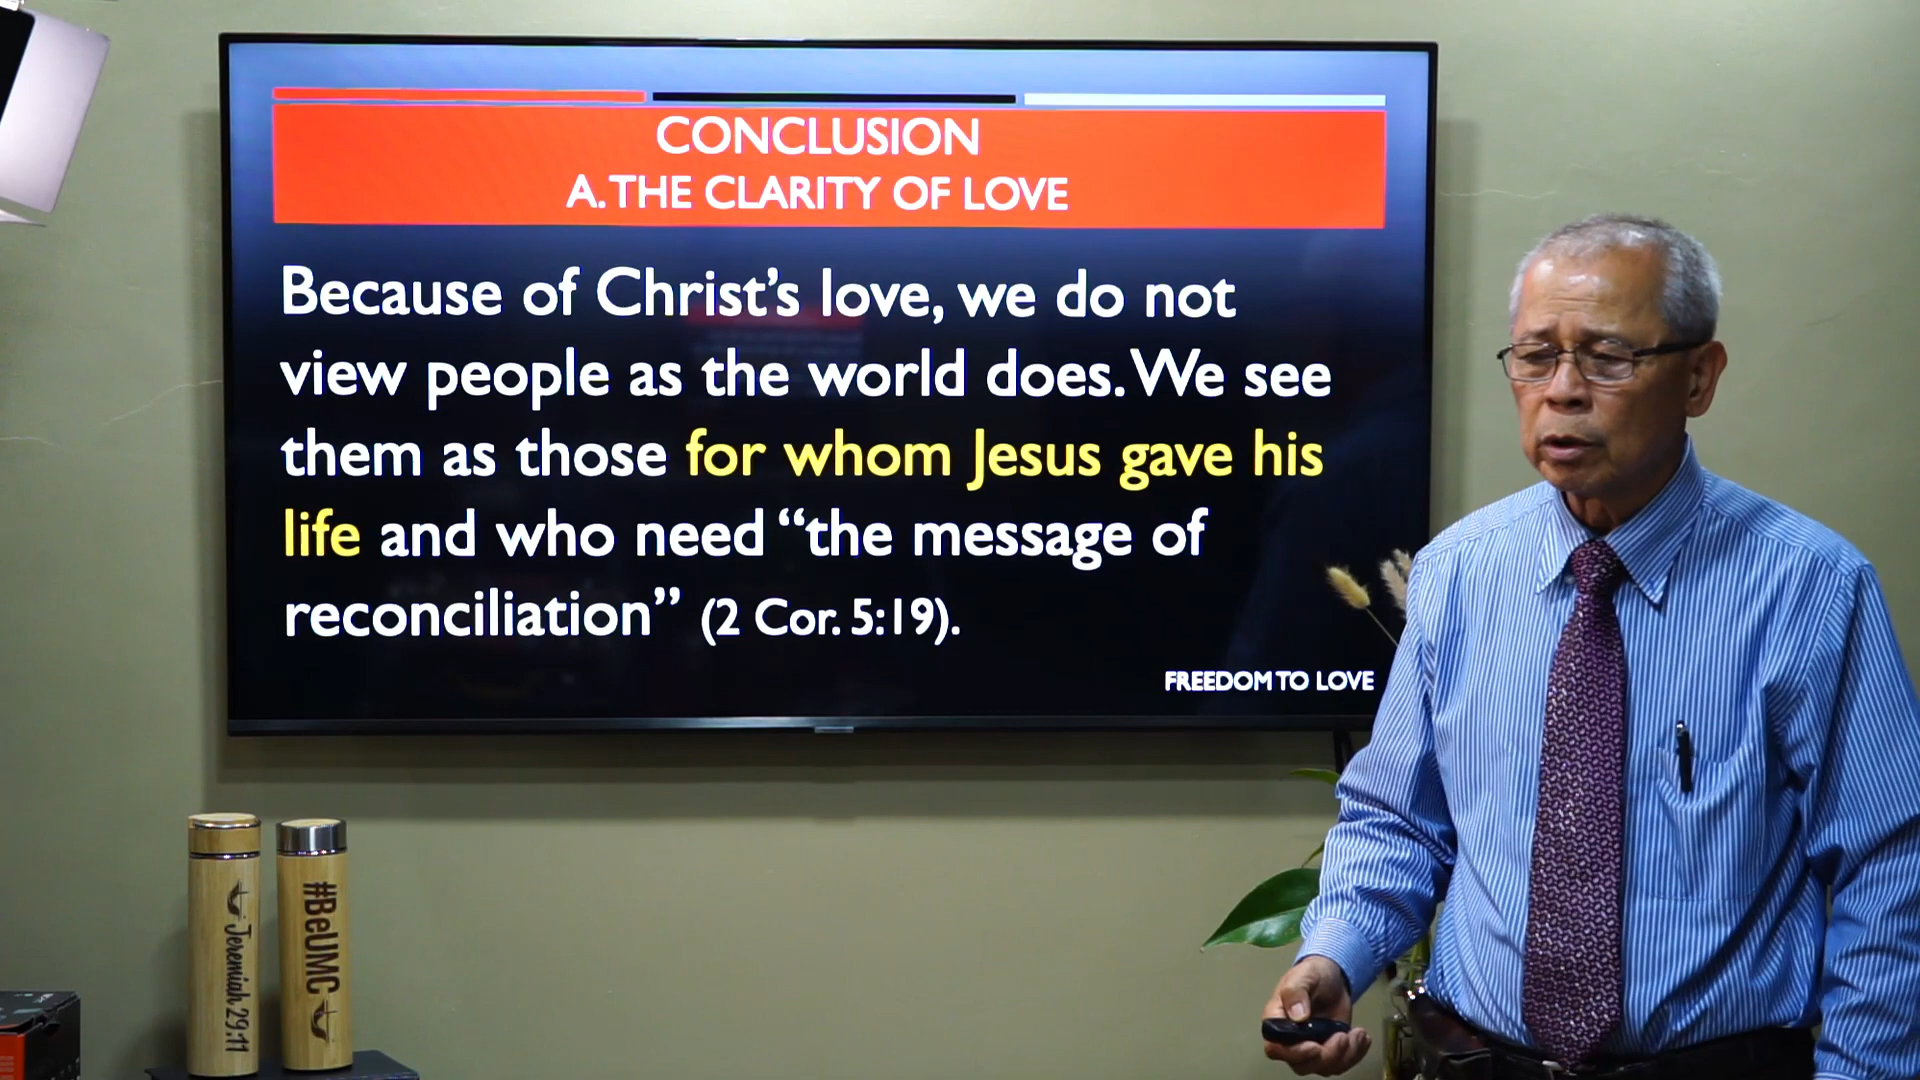 CONCLUSION
A. THE CLARITY OF LOVE
Because of Christ's love, we do not
view people as the world does. We see
them as those for whom Jesus gave his
life and who need “the message of
reconciliation” (2 Cor. 5:19).
FREEDOM TO LOVE
Jeremiah 29:11
#BeUMC